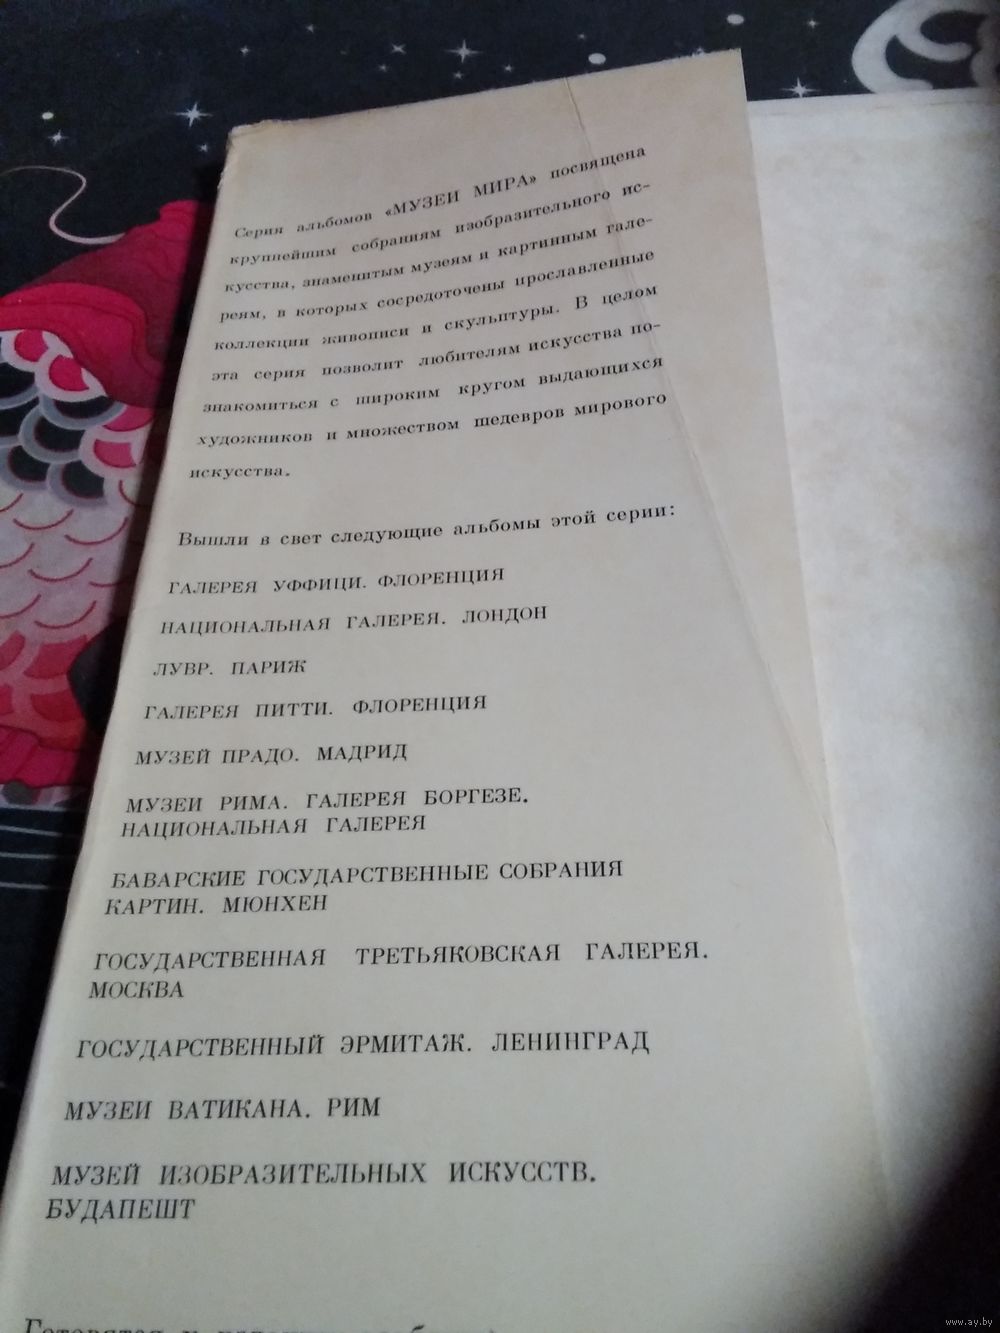 Серия альбомов «МУЗЕИ МИРА» посвящена
крупнейшим собраниям изобразительного ис-
кусства, знаменитым музеям и картинным гале-
реям, в которых сосредоточены прославленные
коллекции живописи и скульптуры. В целом
эта серия позволит любителям искусства по-
знакомиться с широким кругом выдающихся
художников и множеством шедевров мирового
искусства.
Вышли в свет следующие альбомы этой серии:
ГАЛЕРЕЯ УФФИЦИ. ФЛОРЕНЦИЯ
НАЦИОНАЛЬНАЯ ГАЛЕРЕЯ. ЛОНДОН
ЛУВР. ПАРИЖ
ГАЛЕРЕЯ ПИТТИ. ФЛОРЕНЦИЯ
МУЗЕЙ ПРАДО. МАДРИД
МУЗЕИ РИМА. ГАЛЕРЕЯ БОРГЕЗЕ.
НАЦИОНАЛЬНАЯ ГАЛЕРЕЯ
БАВАРСКИЕ ГОСУДАРСТВЕННЫЕ СОБРАНИЯ
КАРТИН. МЮНХЕН
ГОСУДАРСТВЕННАЯ ТРЕТЬЯКОВСКАЯ ГАЛЕРЕЯ.
МОСКВА
ГОСУДАРСТВЕННЫЙ ЭРМИТАЖ. ЛЕНИНГРАД
МУЗЕИ ВАТИКАНА. РИМ
МУЗЕЙ ИЗОБРАЗИТЕЛЬНЫХ ИСКУССТВ.
БУДАПЕШТ
Готовятся к
www.ay.by